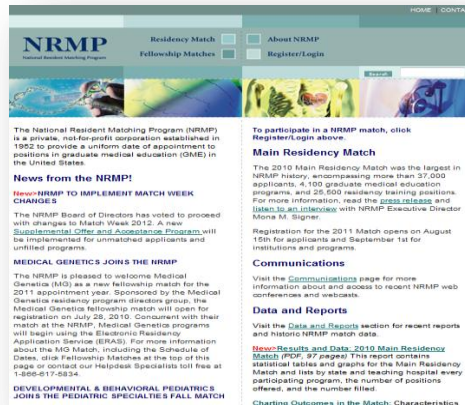 HOME | CONTA
NRMP
National Resident Matching Program
Residency Match
Fellowship Matches
About NRMP
Register/Login
Search
The National Resident Matching Program (NRMP)
is a private, not-for-profit corporation established in
1952 to provide a uniform date of appointment to
positions in graduate medical education (GME) in
the United States.
News from the NRMP!
New>NRMP TO IMPLEMENT MATCH WEEK
CHANGES
The NRMP Board of Directors has voted to proceed
with changes to Match Week 2012. A new
Supplemental Offer and Acceptance Program will
be implemented for unmatched applicants and
unfilled programs.
MEDICAL GENETICS JOINS THE NRMP
The NRMP is pleased to welcome Medical
Genetics (MG) as a new fellowship match for the
2011 appointment year. Sponsored by the Medical
Genetics residency program directors group, the
Medical Genetics fellowship match will open for
registration on July 28, 2010. Concurrent with their
match at the NRMP, Medical Genetics programs
will begin using the Electronic Residency
Application Service (ERAS). For more information
about the MG Match, including the Schedule of
Dates, click Fellowship Matches at the top of this
page or contact our Helpdesk Specialists toll free at
1-866-617-5834.
DEVELOPMENTAL & BEHAVIORAL PEDIATRICS
JOINS THE PEDIATRIC SPECIALTIES FALL MATCH
To participate in a NRMP match, click
Register/Login above.
Main Residency Match
The 2010 Main Residency Match was the largest in
NRMP history, encompassing more than 37,000
applicants, 4,100 graduate medical education
programs, and 25,500 residency training positions.
For more information, read the press release and
listen to an interview with NRMP Executive Director
Mona M. Signer.
Registration for the 2011 Match opens on August
15th for applicants and September 1st for
institutions and programs.
Communications
Visit the Communications page for more
information about and access to recent NRMP web
conferences and webcasts.
Data and Reports
Visit the Data and Reports section for recent reports
and historic NRMP match data.
New>Results and Data: 2010 Main Residency
Match (PDF, 97 pages) This report contains
statistical tables and graphs for the Main Residency
Match and lists by state and teaching hospital every
participating program, the number of positions
offered, and the number filled.
Charting Outcomes in the Match: Characteristics